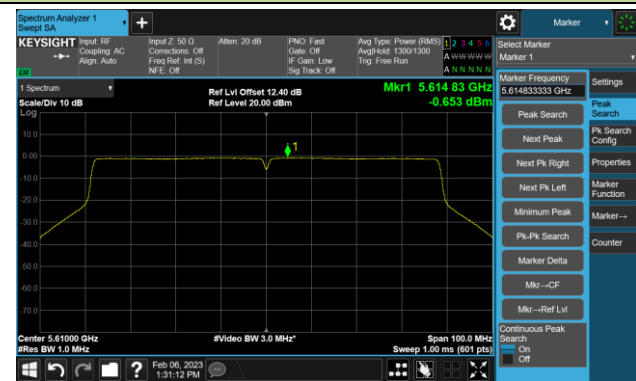 Spectrum Analyzer 1
Swept SA
Marker
KEYSIGHT
Input: RF
Coupling: AC
Align: Auto
Input Z: 50 Ω
Corrections: Off
Freq Ref: Int (S)
NFE: Off
Atten: 20 dB
PNO: Fast
Gate: Off
IF Gain: Low
Sig Track: Off
Avg Type: Power (RMS)
Avg|Hold: 1300/1300
Trig: Free Run
1 2 3 4 5 6
A W W W W W
A N N N N N
Select Marker
Marker 1
1 Spectrum
Scale/Div 10 dB
Log
Ref Lvl Offset 12.40 dB
Ref Level 20.00 dBm
Mkr1 5.614 83 GHz
-0.653 dBm
10.0
0.00
-10.0
-20.0
-30.0
-40.0
-50.0
-60.0
-70.0
1
Center 5.61000 GHz
#Res BW 1.0 MHz
#Video BW 3.0 MHz*
Span 100.0 MHz
Sweep 1.00 ms (601 pts)
Marker Frequency
5.614833333 GHz
Peak Search
Next Peak
Next Pk Right
Next Pk Left
Minimum Peak
Pk-Pk Search
Marker Delta
Mkr→CF
Mkr→Ref Lvl
Continuous Peak
Search
On
Off
Settings
Peak
Search
Pk Search
Config
Properties
Marker
Function
Marker→
Counter
Feb 06, 2023
1:31:12 PM